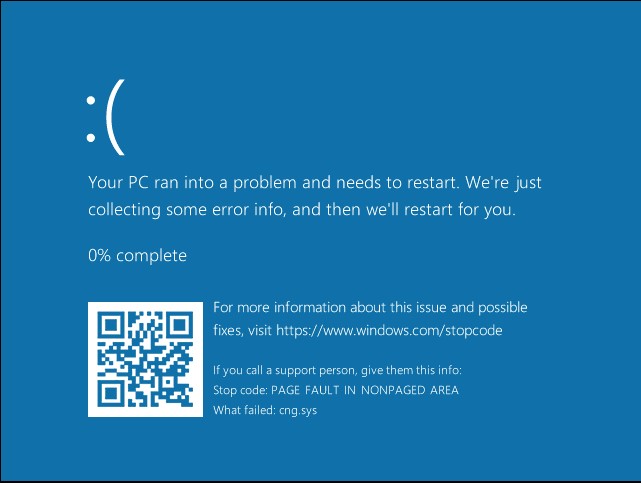 :(
Your PC ran into a problem and needs to restart. We're just
collecting some error info, and then we'll restart for you.
0% complete
For more information about this issue and possible
fixes, visit https://www.windows.com/stopcode
If you call a support person, give them this info:
Stop code: PAGE FAULT IN NONPAGED AREA
What failed: cng.sys